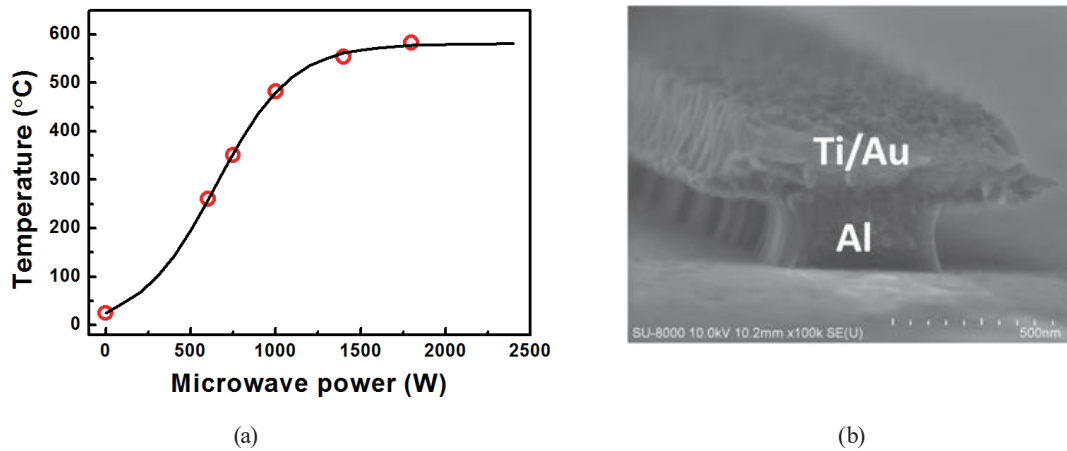 600
500
400
300
200
100
0
Temperature (°C)
0 500 1000 1500 2000 2500
Microwave power (W)
(a)
Ti/Au
Al
SU-8000 10.0kV 10.2mm x100k SE(U)
500nm
(b)